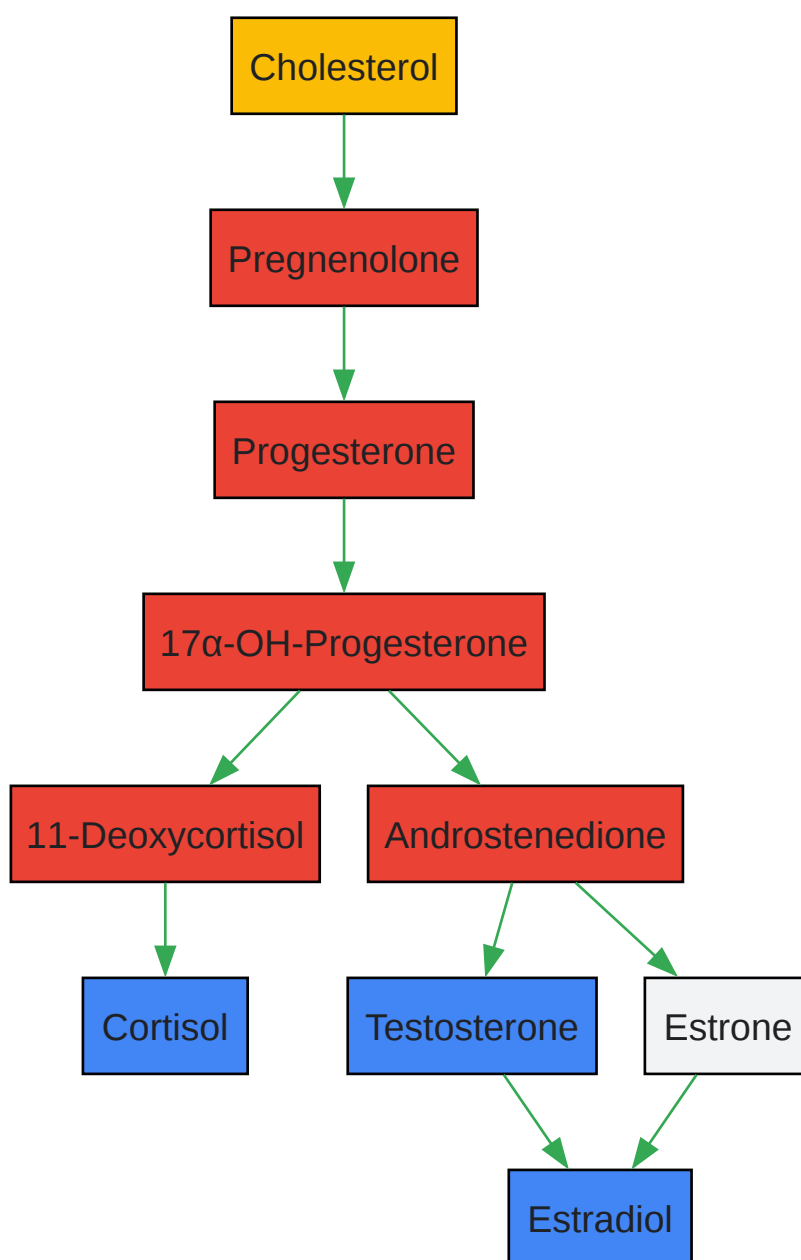 Cholesterol
Pregnenolone
Progesterone
17α-OH-Progesterone
11-Deoxycortisol
Androstenedione
Cortisol
Testosterone
Estrone
Estradiol